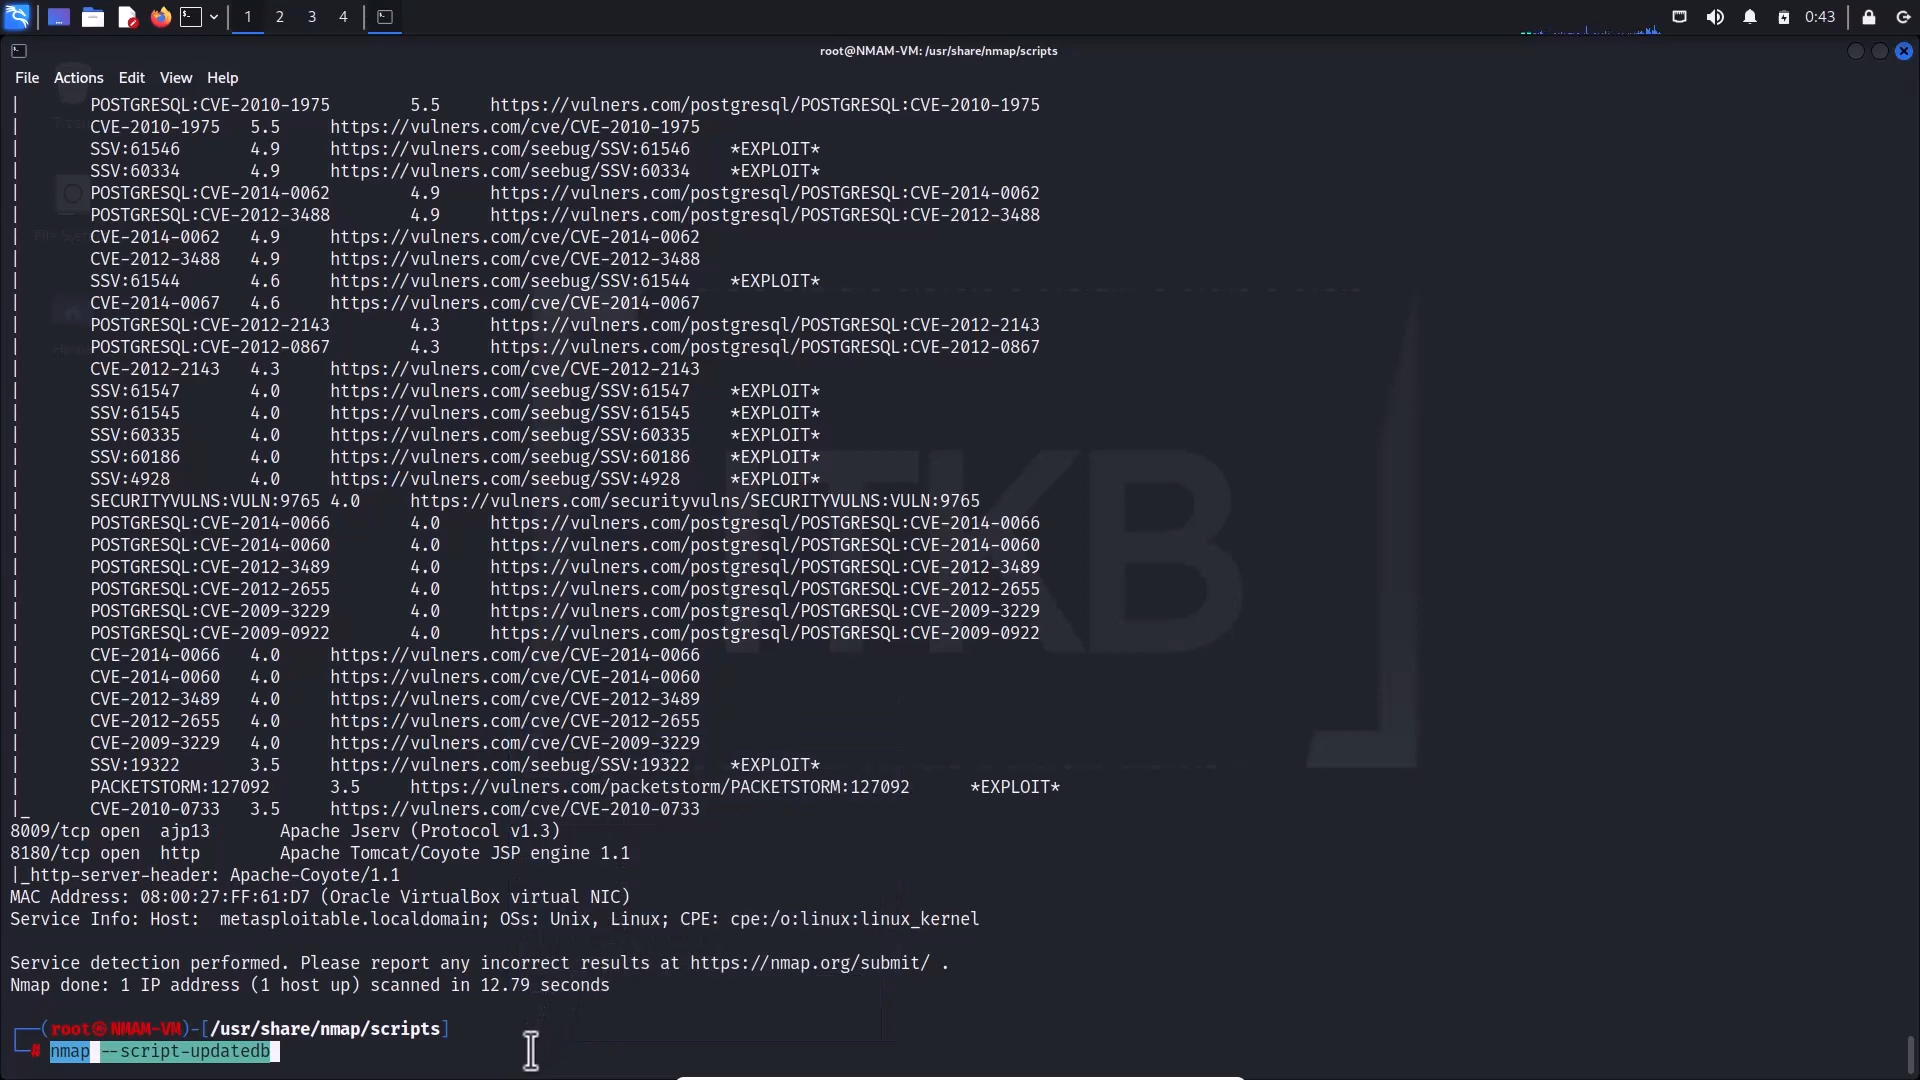 1 2 3 4 0:43
root@NMAM-VM: /usr/share/nmap/scripts
File Actions Edit View Help
| POSTGRESQL:CVE-2010-1975 5.5 https://vulners.com/postgresql/POSTGRESQL:CVE-2010-1975
| CVE-2010-1975 5.5 https://vulners.com/cve/CVE-2010-1975
| SSV:61546 4.9 https://vulners.com/seebug/SSV:61546 *EXPLOIT*
| SSV:60334 4.9 https://vulners.com/seebug/SSV:60334 *EXPLOIT*
| POSTGRESQL:CVE-2014-0062 4.9 https://vulners.com/postgresql/POSTGRESQL:CVE-2014-0062
| POSTGRESQL:CVE-2012-3488 4.9 https://vulners.com/postgresql/POSTGRESQL:CVE-2012-3488
| CVE-2014-0062 4.9 https://vulners.com/cve/CVE-2014-0062
| CVE-2012-3488 4.9 https://vulners.com/cve/CVE-2012-3488
| SSV:61544 4.6 https://vulners.com/seebug/SSV:61544 *EXPLOIT*
| CVE-2014-0067 4.6 https://vulners.com/cve/CVE-2014-0067
| POSTGRESQL:CVE-2012-2143 4.3 https://vulners.com/postgresql/POSTGRESQL:CVE-2012-2143
| POSTGRESQL:CVE-2012-0867 4.3 https://vulners.com/postgresql/POSTGRESQL:CVE-2012-0867
| CVE-2012-2143 4.3 https://vulners.com/cve/CVE-2012-2143
| SSV:61547 4.0 https://vulners.com/seebug/SSV:61547 *EXPLOIT*
| SSV:61545 4.0 https://vulners.com/seebug/SSV:61545 *EXPLOIT*
| SSV:60335 4.0 https://vulners.com/seebug/SSV:60335 *EXPLOIT*
| SSV:60186 4.0 https://vulners.com/seebug/SSV:60186 *EXPLOIT*
| SSV:4928 4.0 https://vulners.com/seebug/SSV:4928 *EXPLOIT*
| SECURITYVULNS:VULN:9765 4.0 https://vulners.com/securityvulns/SECURITYVULNS:VULN:9765
| POSTGRESQL:CVE-2014-0066 4.0 https://vulners.com/postgresql/POSTGRESQL:CVE-2014-0066
| POSTGRESQL:CVE-2014-0060 4.0 https://vulners.com/postgresql/POSTGRESQL:CVE-2014-0060
| POSTGRESQL:CVE-2012-3489 4.0 https://vulners.com/postgresql/POSTGRESQL:CVE-2012-3489
| POSTGRESQL:CVE-2012-2655 4.0 https://vulners.com/postgresql/POSTGRESQL:CVE-2012-2655
| POSTGRESQL:CVE-2009-3229 4.0 https://vulners.com/postgresql/POSTGRESQL:CVE-2009-3229
| POSTGRESQL:CVE-2009-0922 4.0 https://vulners.com/postgresql/POSTGRESQL:CVE-2009-0922
| CVE-2014-0066 4.0 https://vulners.com/cve/CVE-2014-0066
| CVE-2014-0060 4.0 https://vulners.com/cve/CVE-2014-0060
| CVE-2012-3489 4.0 https://vulners.com/cve/CVE-2012-3489
| CVE-2012-2655 4.0 https://vulners.com/cve/CVE-2012-2655
| CVE-2009-3229 4.0 https://vulners.com/cve/CVE-2009-3229
| SSV:19322 3.5 https://vulners.com/seebug/SSV:19322 *EXPLOIT*
| PACKETSTORM:127092 3.5 https://vulners.com/packetstorm/PACKETSTORM:127092 *EXPLOIT*
|_ CVE-2010-0733 3.5 https://vulners.com/cve/CVE-2010-0733
8009/tcp open ajp13 Apache Jserv (Protocol v1.3)
8180/tcp open http Apache Tomcat/Coyote JSP engine 1.1
|_http-server-header: Apache-Coyote/1.1
MAC Address: 08:00:27:FF:61:D7 (Oracle VirtualBox virtual NIC)
Service Info: Host: metasploitable.localdomain; OSs: Unix, Linux; CPE: cpe:/o:linux:linux_kernel
Service detection performed. Please report any incorrect results at https://nmap.org/submit/ .
Nmap done: 1 IP address (1 host up) scanned in 12.79 seconds
┌──(root㉿NMAM-VM)-[/usr/share/nmap/scripts]
└─# nmap --script-updatedb